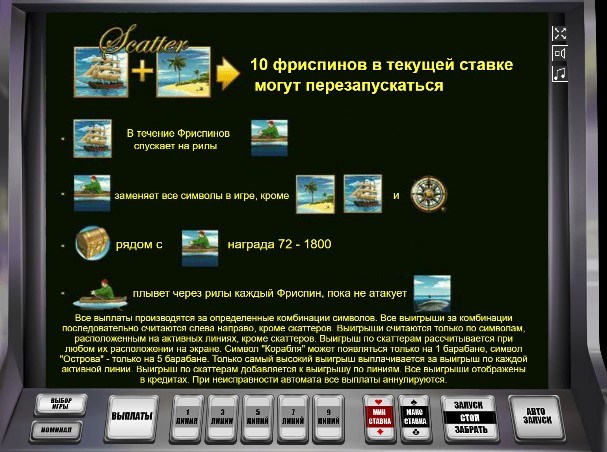 Scatter
10 фриспинов в текущей ставке
могут перезапускаться
В течение Фриспинов
спускает на рилы
заменяет все символы в игре, кроме и
рядом с награда 72 - 1800
плывет через рилы каждый Фриспин, пока не атакует
Все выплаты производятся за определенные комбинации символов. Все выигрыши за комбинации
последовательно считаются слева направо, кроме скаттеров. Выигрыши считаются только по символам,
расположенным на активных линиях, кроме скаттеров. Выигрыш по скаттерам рассчитывается при
любом их расположении на экране. Символ "Корабля" может появляться только на 1 барабане, символ
"Острова" - только на 5 барабане. Только самый высокий выигрыш выплачивается за выигрыш по каждой
активной линии. Выигрыш по скаттерам добавляется к выигрышу по линиям. Все выигрыши отображены
в кредитах. При неисправности автомата все выплаты аннулируются.
ВЫБОР
ИГРЫ
НОМИНАЛ
ВЫПЛАТЫ
1
ЛИНИЯ
3
ЛИНИИ
5
ЛИНИЙ
7
ЛИНИЙ
9
ЛИНИЙ
МИН
СТАВКА
МАКС
СТАВКА
ЗАПУСК
СТОП
ЗАБРАТЬ
АВТО
ЗАПУСК